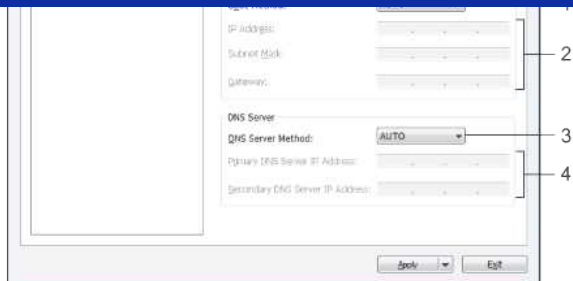 IP Address:
2
Subnet Mask:
Gateway:
DNS Server
DNS Server Method: AUTO 3
Primary DNS Server IP Address:
4
Secondary DNS Server IP Address:
Apply Exit